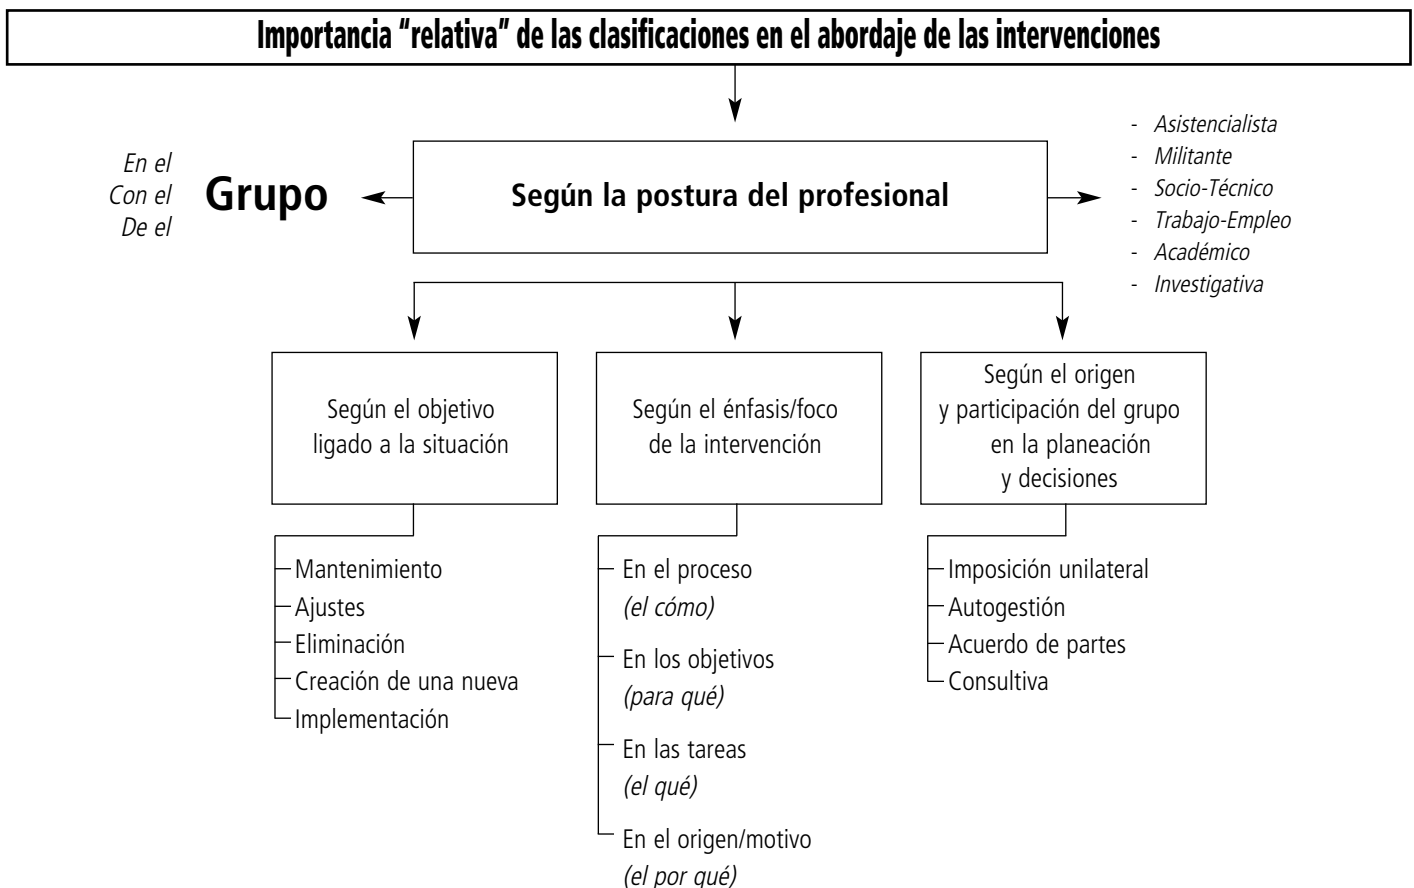 Importancia “relativa” de las clasificaciones en el abordaje de las intervenciones
En el
Con el
De el
Grupo
Según la postura del profesional
- Asistencialista
- Militante
- Socio-Técnico
- Trabajo-Empleo
- Académico
- Investigativa
Según el objetivo
ligado a la situación
Mantenimiento
Ajustes
Eliminación
Creación de una nueva
Implementación
Según el énfasis/foco
de la intervención
En el proceso
(el cómo)
En los objetivos
(para qué)
En las tareas
(el qué)
En el origen/motivo
(el por qué)
Según el origen
y participación del grupo
en la planeación
y decisiones
Imposición unilateral
Autogestión
Acuerdo de partes
Consultiva